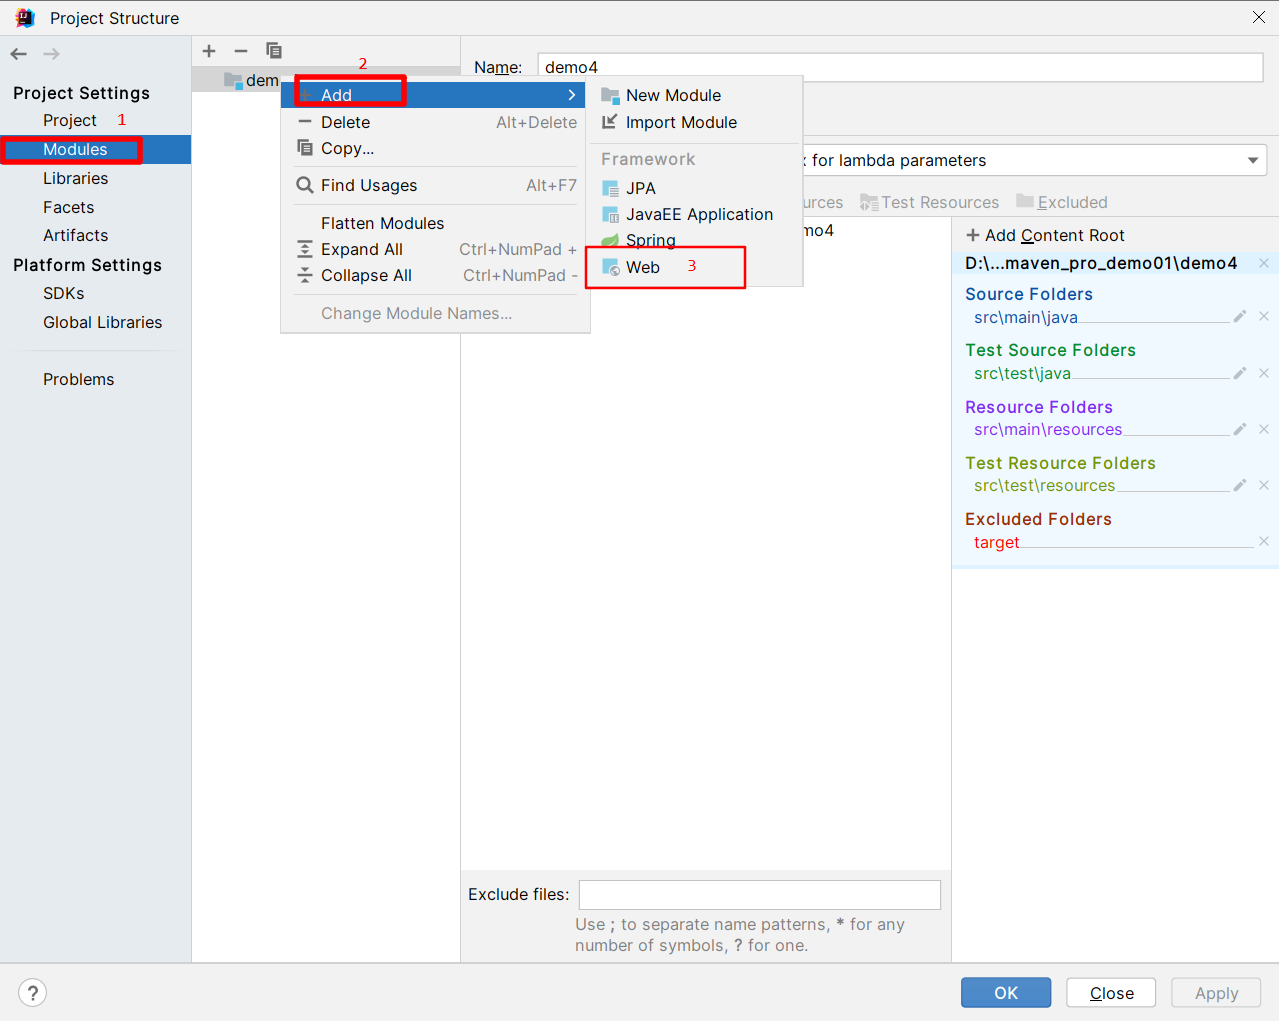 Project Structure
Project Settings
Project 1
Modules
Libraries
Facets
Artifacts
Platform Settings
SDKs
Global Libraries
Problems
2
dem
Add
Delete Alt+Delete
Copy...
Find Usages Alt+F7
Flatten Modules
Expand All Ctrl+NumPad +
Collapse All Ctrl+NumPad -
Change Module Names...
New Module
Import Module
Framework
JPA
JavaEE Application
Spring
Web 3
Name: demo4
for lambda parameters
urces Test Resources Excluded
mo4
+ Add Content Root
D:\...maven_pro_demo01\demo4
Source Folders
src\main\java
Test Source Folders
src\test\java
Resource Folders
src\main\resources
Test Resource Folders
src\test\resources
Excluded Folders
target
Exclude files:
Use ; to separate name patterns, * for any
number of symbols, ? for one.
?
OK Close Apply